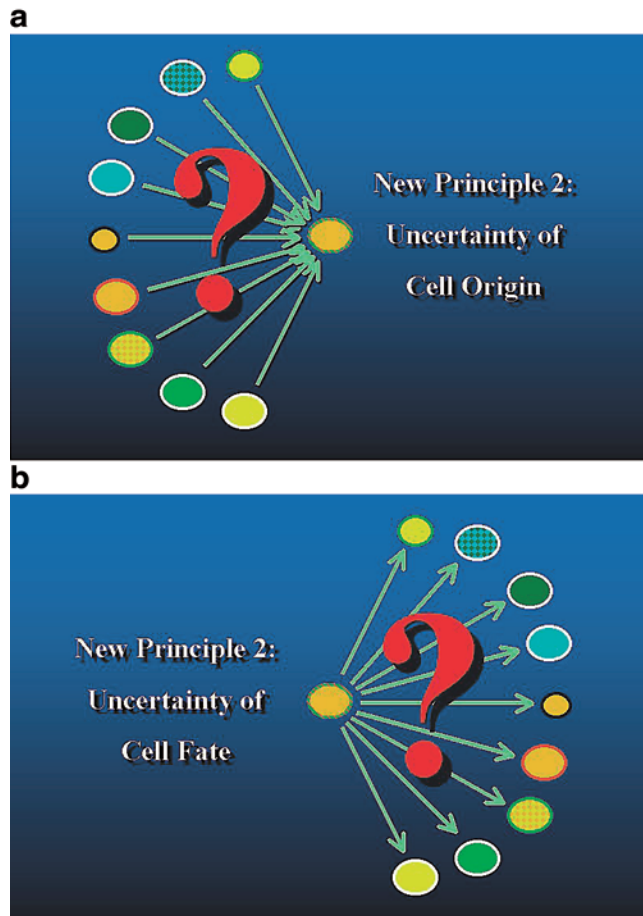 a
New Principle 2:
Uncertainty of
Cell Origin
?
b
New Principle 2:
Uncertainty of
Cell Fate
?